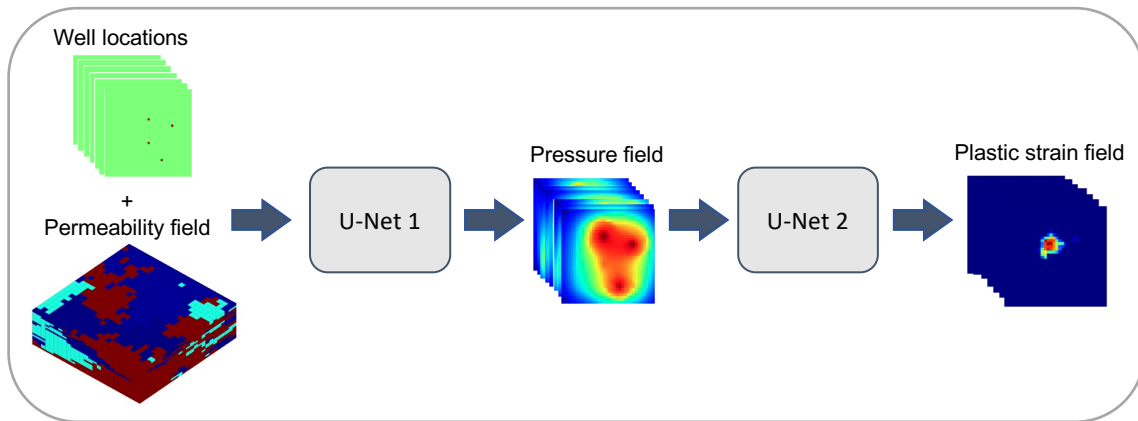 Well locations
+
Permeability field
U-Net 1
Pressure field
U-Net 2
Plastic strain field